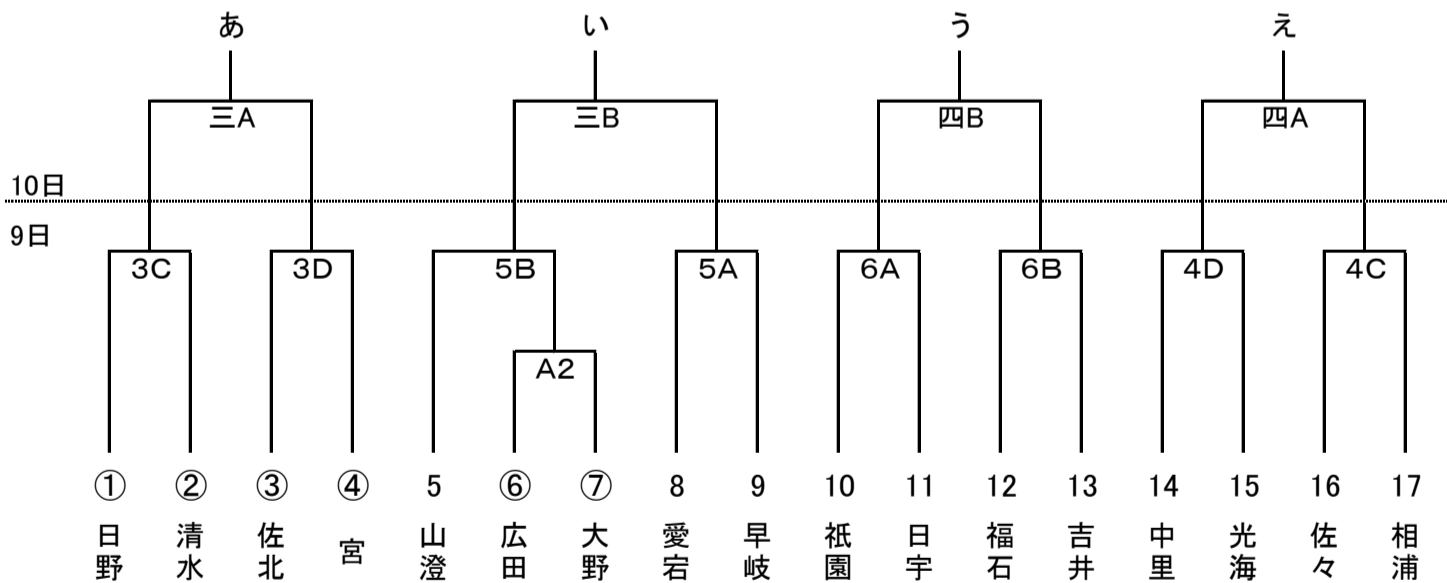 あ い う え
三A 三B 四B 四A
10日
9日
3C 3D 5B 5A 6A 6B 4D 4C
A2
① ② ③ ④ 5 ⑥ ⑦ 8 9 10 11 12 13 14 15 16 17
日野 清水 佐北 宮 山澄 広田 大野 愛宕 早岐 祇園 日宇 福石 吉井 中里 光海 佐々 相浦